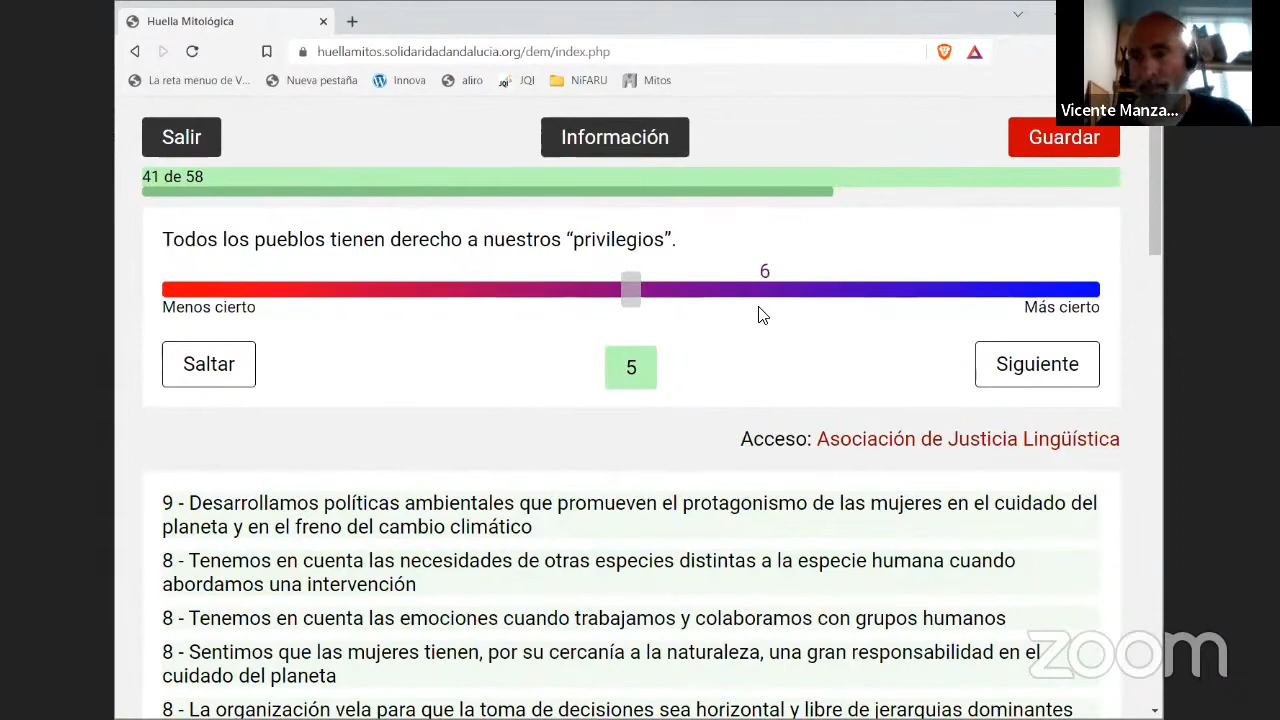 Huella Mitológica
huellamitos.solidaridadandalucia.org/dem/index.php
La reta menuo de V...
Nueva pestaña
Innova
aliro
JQI
NiFARU
Mitos
Vicente Manza...
Salir
Información
Guardar
41 de 58
Todos los pueblos tienen derecho a nuestros “privilegios”.
6
Menos cierto
Más cierto
Saltar
5
Siguiente
Acceso: Asociación de Justicia Lingüística
9 - Desarrollamos políticas ambientales que promueven el protagonismo de las mujeres en el cuidado del
planeta y en el freno del cambio climático
8 - Tenemos en cuenta las necesidades de otras especies distintas a la especie humana cuando
abordamos una intervención
8 - Tenemos en cuenta las emociones cuando trabajamos y colaboramos con grupos humanos
8 - Sentimos que las mujeres tienen, por su cercanía a la naturaleza, una gran responsabilidad en el
cuidado del planeta
8 - La organización vela para que la toma de decisiones sea horizontal y libre de jerarquias dominantes
zoom